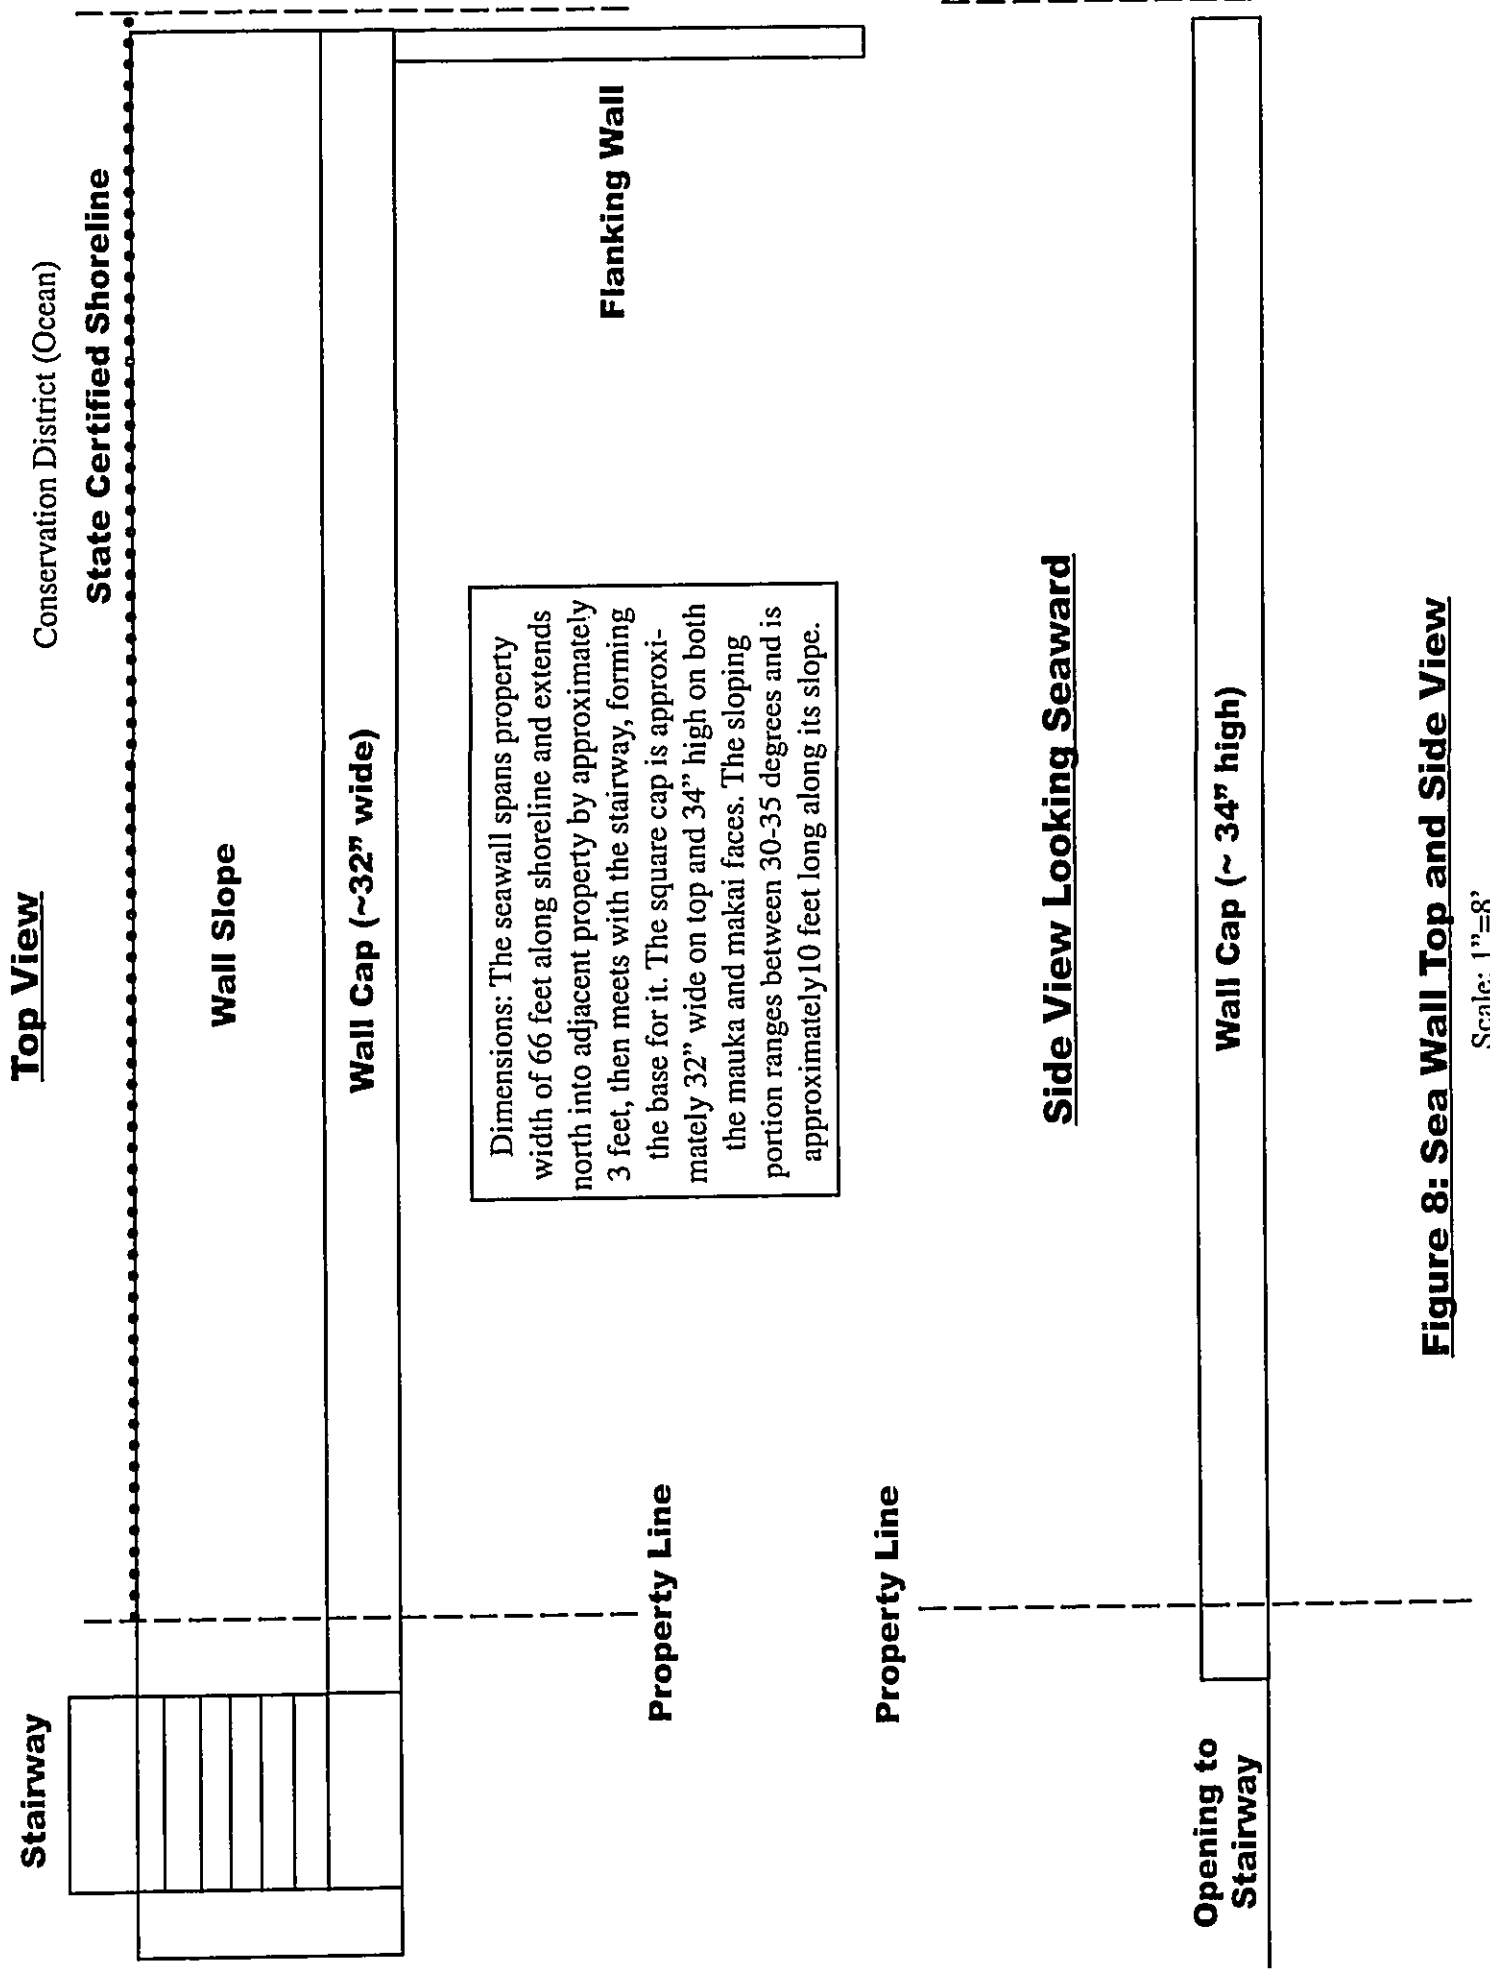 Top View
Conservation District (Ocean)
Stairway
State Certified Shoreline
Wall Slope
Wall Cap (~32” wide)
Dimensions: The seawall spans property
width of 66 feet along shoreline and extends
north into adjacent property by approximately
3 feet, then meets with the stairway, forming
the base for it. The square cap is approxi-
mately 32” wide on top and 34” high on both
the mauka and makai faces. The sloping
portion ranges between 30-35 degrees and is
approximately10 feet long along its slope.
Flanking Wall
Property Line
Property Line
Side View Looking Seaward
Opening to
Stairway
Wall Cap (~ 34” high)
Figure 8: Sea Wall Top and Side View
Scale: 1”=8’